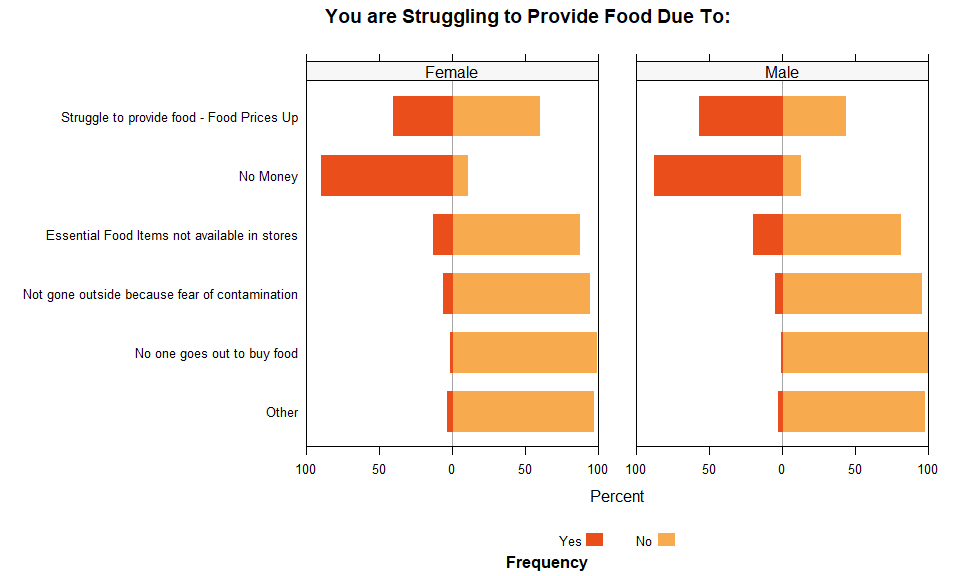 You are Struggling to Provide Food Due To:
Female
Male
Struggle to provide food - Food Prices Up
No Money
Essential Food Items not available in stores
Not gone outside because fear of contamination
No one goes out to buy food
Other
100 50 0 50 100 100 50 0 50 100
Percent
Yes No
Frequency